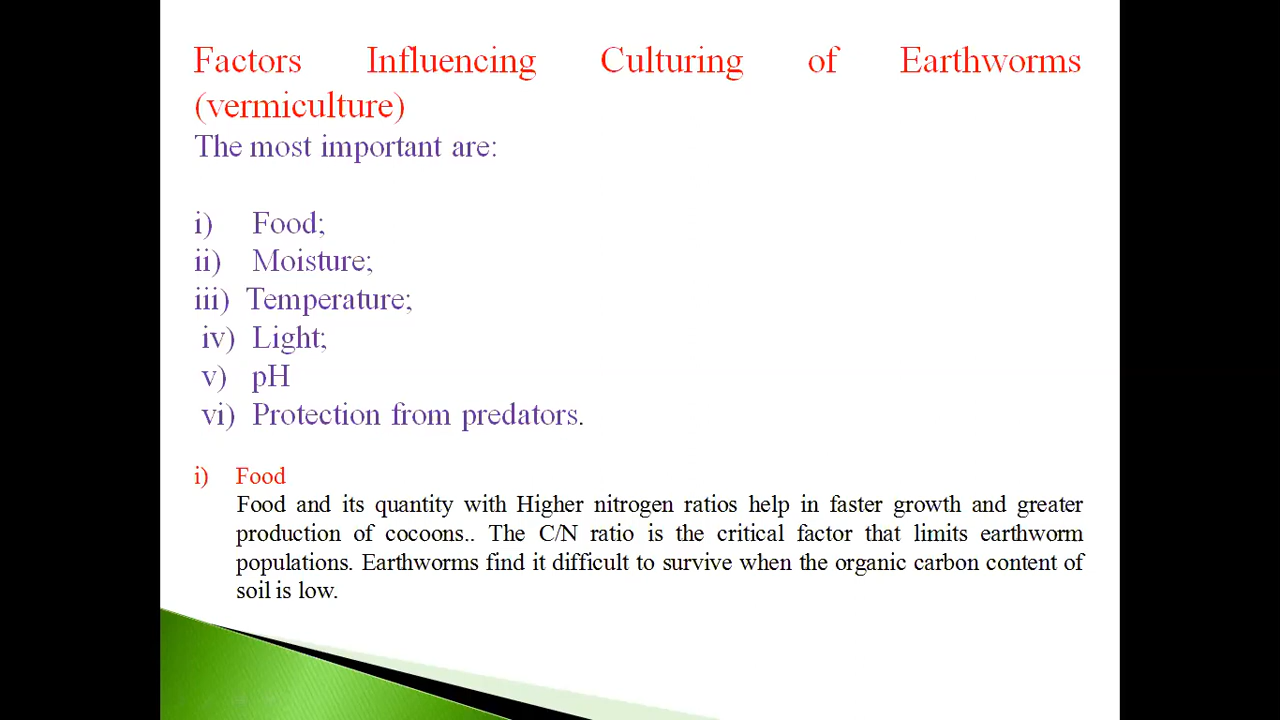 Factors Influencing Culturing of Earthworms
(vermiculture)
The most important are:
i) Food;
ii) Moisture;
iii) Temperature;
iv) Light;
v) pH
vi) Protection from predators.
i) Food
Food and its quantity with Higher nitrogen ratios help in faster growth and greater
production of cocoons.. The C/N ratio is the critical factor that limits earthworm
populations. Earthworms find it difficult to survive when the organic carbon content of
soil is low.